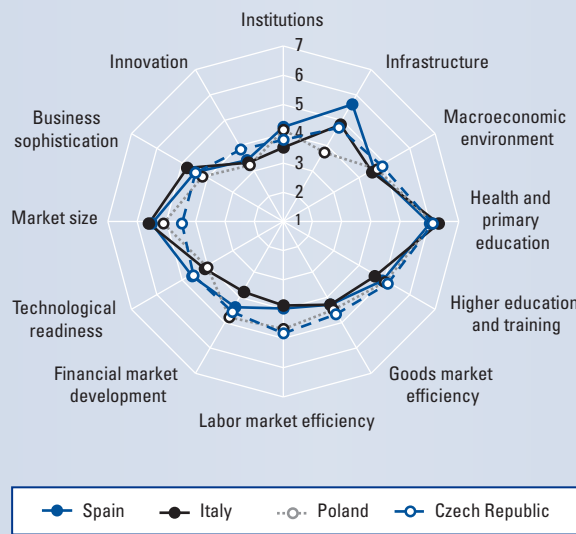 Institutions
7
6
5
4
3
2
1
Infrastructure
Macroeconomic
environment
Health and
primary
education
Higher education
and training
Goods market
efficiency
Labor market efficiency
Financial market
development
Technological
readiness
Market size
Business
sophistication
Innovation
Spain
Italy
Poland
Czech Republic